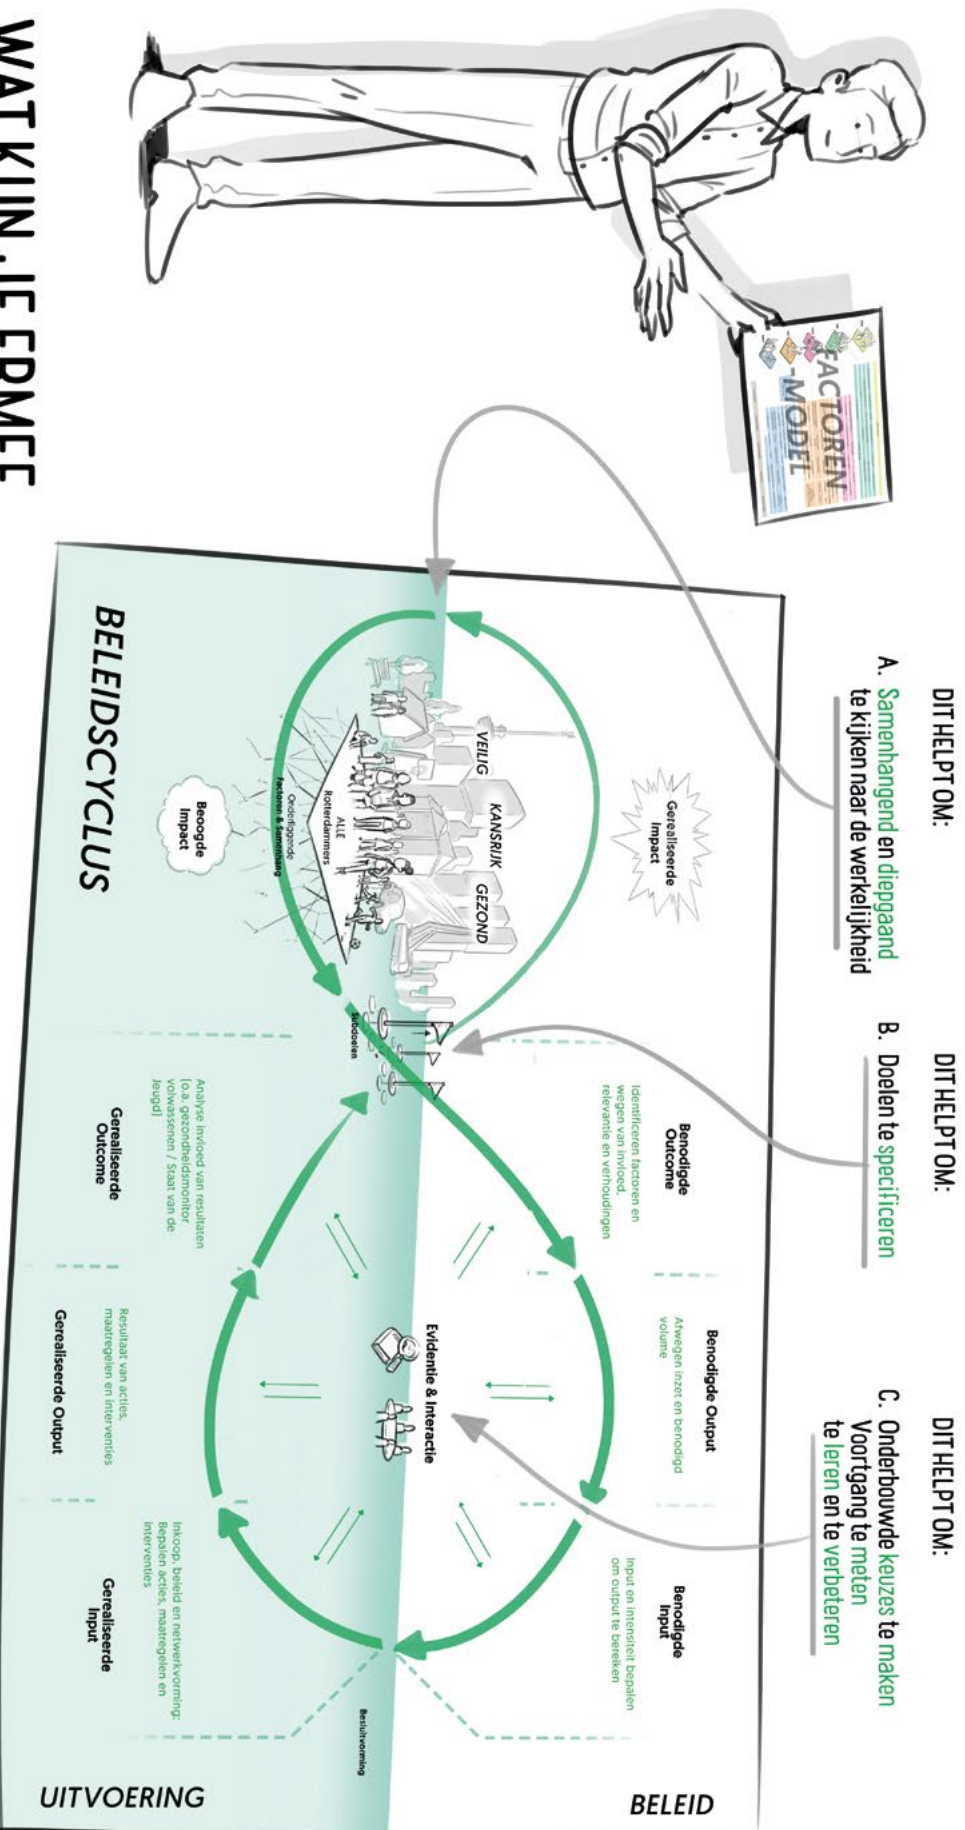 WAT KUN JE ERMEE
FACTOREN
-MODEL
DIT HELPT OM:
A. Samenhangend en diepgaand
te kijken naar de werkelijkheid
DIT HELPT OM:
B. Doelen te specificeren
DIT HELPT OM:
C. Onderbouwde keuzes te maken
Voortgang te meten
te leren en te verbeteren
BELEIDSCYCLUS
Gerealiseerde
Impact
VEILIG
KANSRIJK
GEZOND
ALLE
Rotterdammers
Onderliggende
Factoren & Samenhang
Beoogde
Impact
Subdoelen
Benodigde
Outcome
Identificeren factoren en
wegen van invloed,
relevantie en verhoudingen
Benodigde Output
Afwegen inzet en benodigd
volume
Benodigde
Input
Input en intensiteit bepalen
om output te bereiken
Evidentie & Interactie
Besluitvorming
Analyse invloed van resultaten
(o.a. gezondheidsmonitor
volwassenen / Staat van de
Jeugd)
Gerealiseerde
Outcome
Resultaat van acties,
maatregelen en interventies
Gerealiseerde Output
Inkoop, beleid en netwerkvorming:
Bepalen acties, maatregelen en
interventies
Gerealiseerde
Input
BELEID
UITVOERING